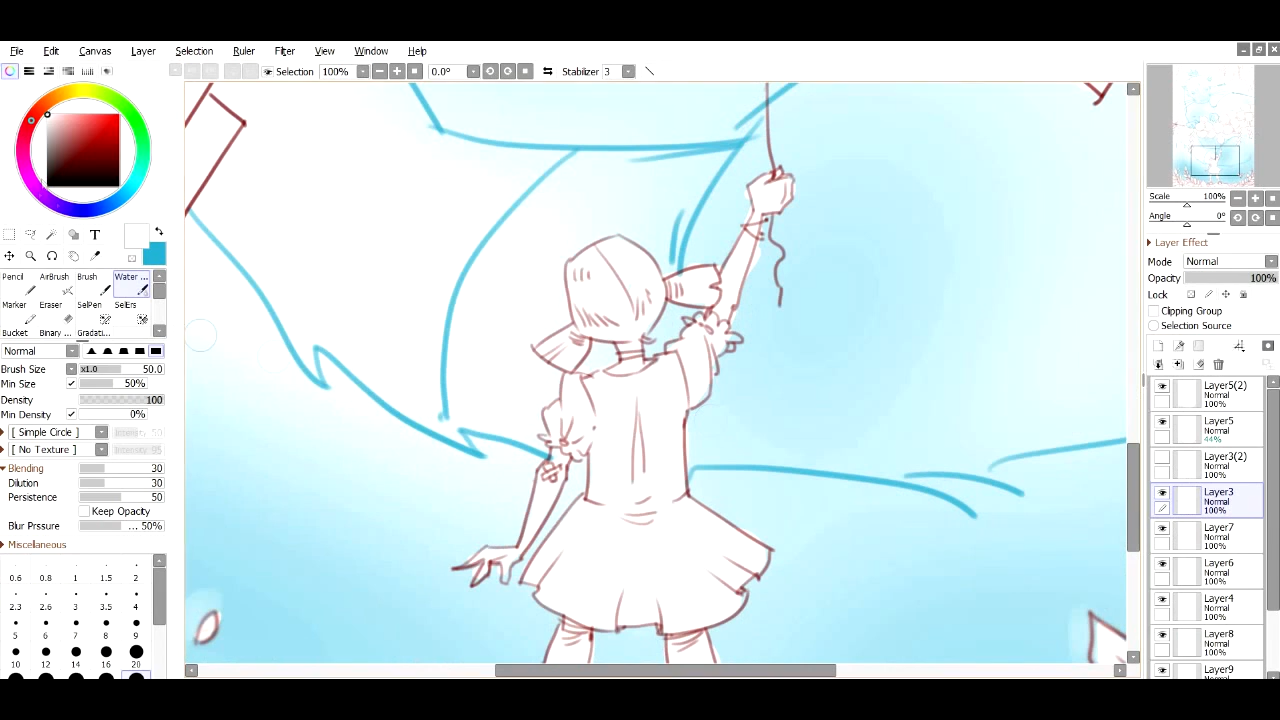 File Edit Canvas Layer Selection Ruler Filter View Window Help
Selection 100% 0.0° Stabilizer 3
T
Pencil AirBrush Brush Water ...
Marker Eraser SelPen SelErs
Bucket Binary ... Gradati...
Normal
Brush Size x1.0 50.0
Min Size 50%
Density 100
Min Density 0%
[ Simple Circle ]
[ No Texture ]
Blending 30
Dilution 30
Persistence 50
Keep Opacity
Blur Prssure ... 50%
Miscellaneous
0.6 0.8 1 1.5 2
2.3 2.6 3 3.5 4
5 6 7 8 9
10 12 14 16 20
Scale 100%
Angle 0°
Layer Effect
Mode Normal
Opacity 100%
Lock
Clipping Group
Selection Source
Layer5(2)
Normal
100%
Layer5
Normal
44%
Layer3(2)
Normal
100%
Layer3
Normal
100%
Layer7
Normal
100%
Layer6
Normal
100%
Layer4
Normal
100%
Layer8
Normal
100%
Layer9
Normal